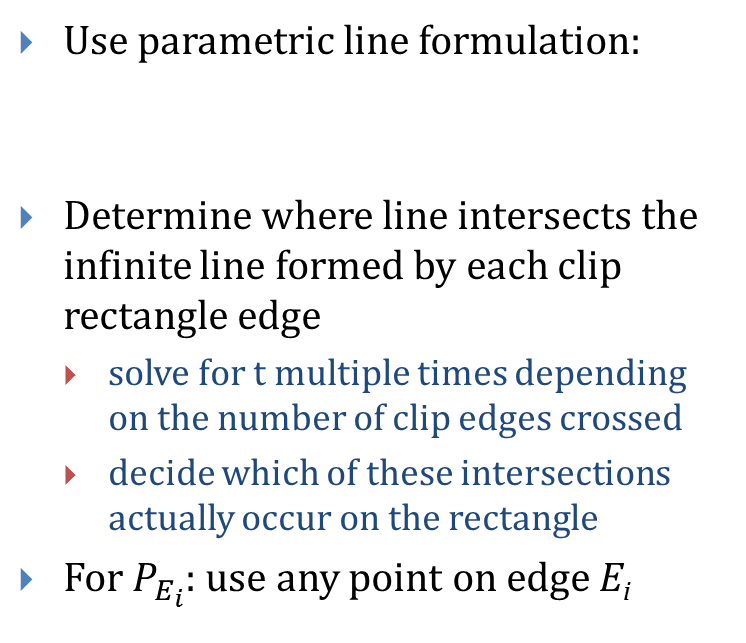 Use parametric line formulation:
Determine where line intersects the
infinite line formed by each clip
rectangle edge
solve for t multiple times depending
on the number of clip edges crossed
decide which of these intersections
actually occur on the rectangle
For P_{E_i}: use any point on edge E_i